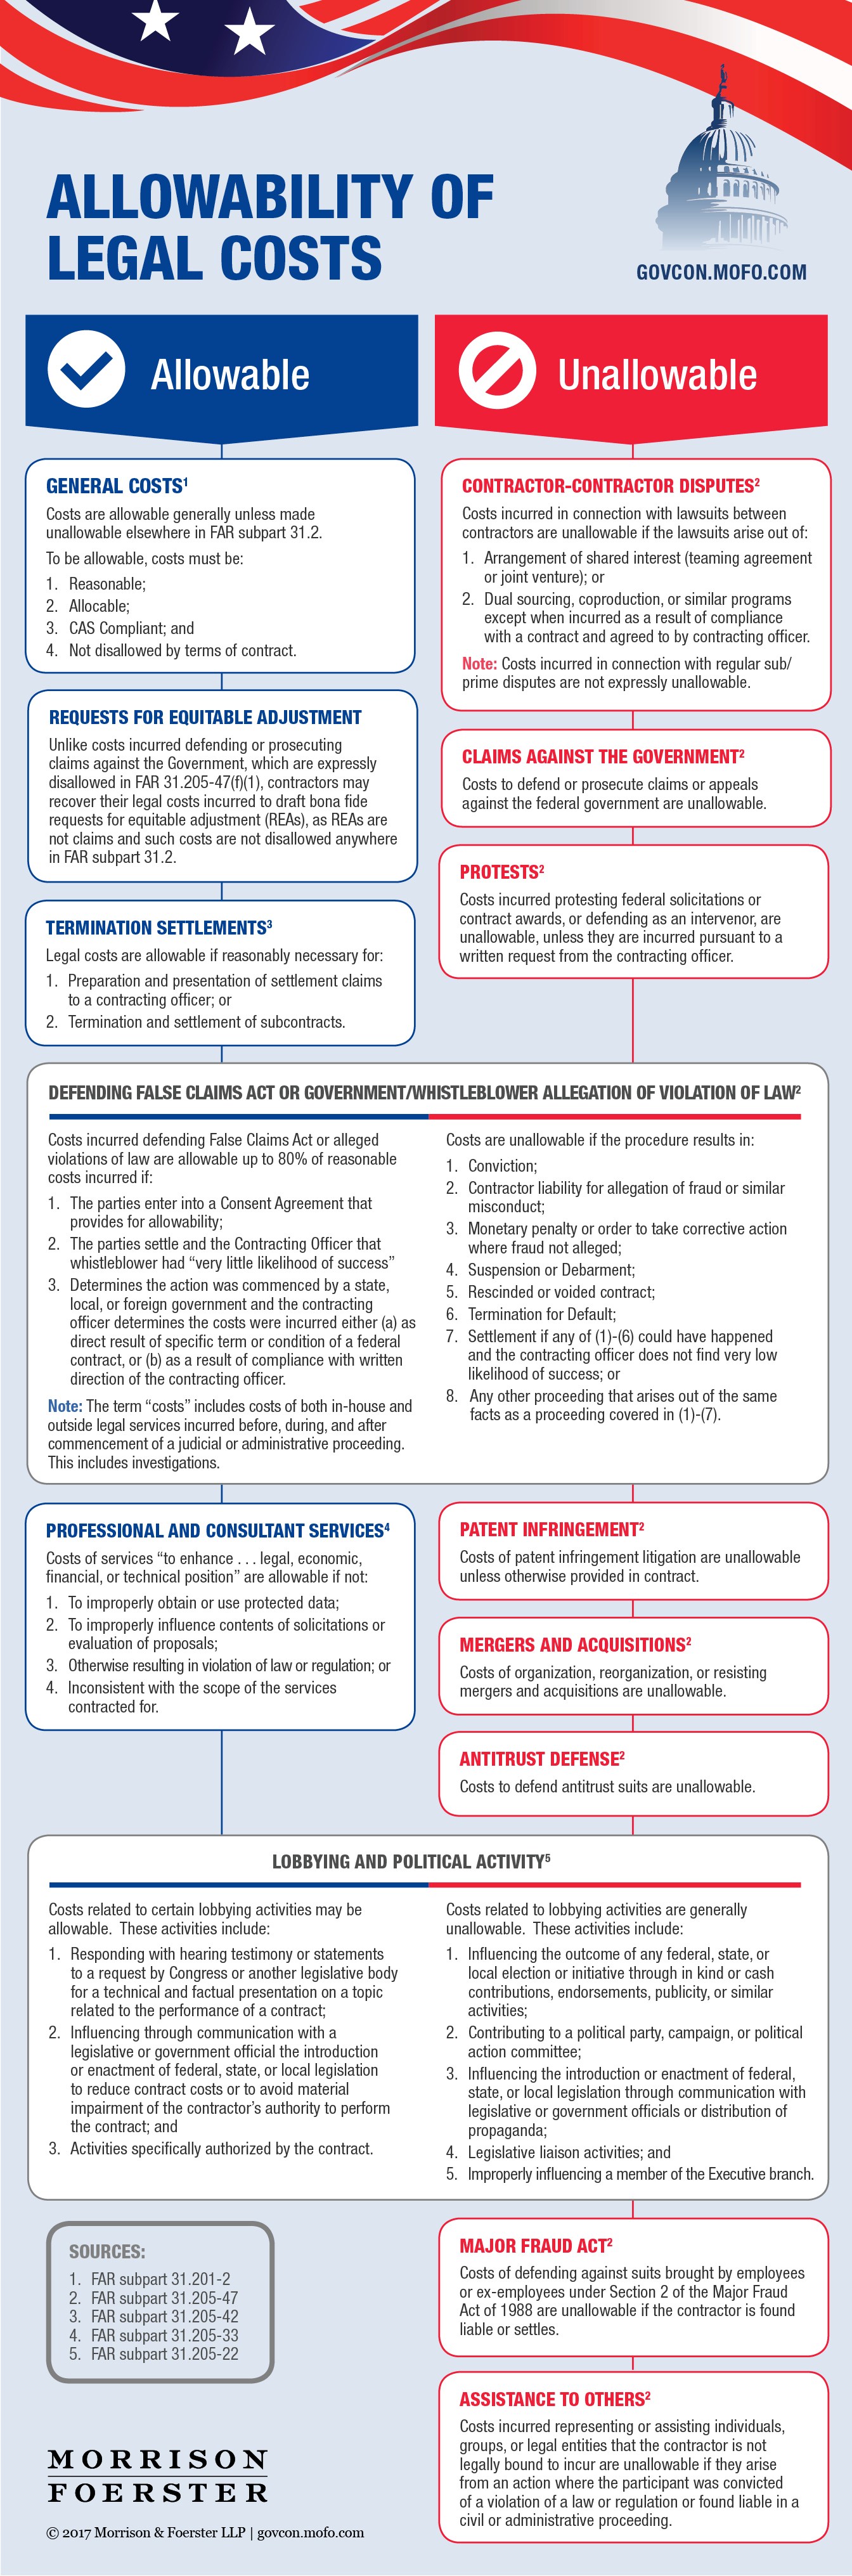 ALLOWABILITY OF
LEGAL COSTS
GOVCON.MOFO.COM
Allowable
GENERAL COSTS¹
Costs are allowable generally unless made
unallowable elsewhere in FAR subpart 31.2.
To be allowable, costs must be:
1. Reasonable;
2. Allocable;
3. CAS Compliant; and
4. Not disallowed by terms of contract.
REQUESTS FOR EQUITABLE ADJUSTMENT
Unlike costs incurred defending or prosecuting
claims against the Government, which are expressly
disallowed in FAR 31.205-47(f)(1), contractors may
recover their legal costs incurred to draft bona fide
requests for equitable adjustment (REAs), as REAs are
not claims and such costs are not disallowed anywhere
in FAR subpart 31.2.
TERMINATION SETTLEMENTS³
Legal costs are allowable if reasonably necessary for:
1. Preparation and presentation of settlement claims
to a contracting officer; or
2. Termination and settlement of subcontracts.
Unallowable
CONTRACTOR-CONTRACTOR DISPUTES²
Costs incurred in connection with lawsuits between
contractors are unallowable if the lawsuits arise out of:
1. Arrangement of shared interest (teaming agreement
or joint venture); or
2. Dual sourcing, coproduction, or similar programs
except when incurred as a result of compliance
with a contract and agreed to by contracting officer.
Note: Costs incurred in connection with regular sub/
prime disputes are not expressly unallowable.
CLAIMS AGAINST THE GOVERNMENT²
Costs to defend or prosecute claims or appeals
against the federal government are unallowable.
PROTESTS²
Costs incurred protesting federal solicitations or
contract awards, or defending as an intervenor, are
unallowable, unless they are incurred pursuant to a
written request from the contracting officer.
DEFENDING FALSE CLAIMS ACT OR GOVERNMENT/WHISTLEBLOWER ALLEGATION OF VIOLATION OF LAW²
Costs incurred defending False Claims Act or alleged
violations of law are allowable up to 80% of reasonable
costs incurred if:
1. The parties enter into a Consent Agreement that
provides for allowability;
2. The parties settle and the Contracting Officer that
whistleblower had “very little likelihood of success”
3. Determines the action was commenced by a state,
local, or foreign government and the contracting
officer determines the costs were incurred either (a) as
direct result of specific term or condition of a federal
contract, or (b) as a result of compliance with written
direction of the contracting officer.
Note: The term “costs” includes costs of both in-house and
outside legal services incurred before, during, and after
commencement of a judicial or administrative proceeding.
This includes investigations.
Costs are unallowable if the procedure results in:
1. Conviction;
2. Contractor liability for allegation of fraud or similar
misconduct;
3. Monetary penalty or order to take corrective action
where fraud not alleged;
4. Suspension or Debarment;
5. Rescinded or voided contract;
6. Termination for Default;
7. Settlement if any of (1)-(6) could have happened
and the contracting officer does not find very low
likelihood of success; or
8. Any other proceeding that arises out of the same
facts as a proceeding covered in (1)-(7).
PROFESSIONAL AND CONSULTANT SERVICES⁴
Costs of services “to enhance . . . legal, economic,
financial, or technical position” are allowable if not:
1. To improperly obtain or use protected data;
2. To improperly influence contents of solicitations or
evaluation of proposals;
3. Otherwise resulting in violation of law or regulation; or
4. Inconsistent with the scope of the services
contracted for.
PATENT INFRINGEMENT²
Costs of patent infringement litigation are unallowable
unless otherwise provided in contract.
MERGERS AND ACQUISITIONS²
Costs of organization, reorganization, or resisting
mergers and acquisitions are unallowable.
ANTITRUST DEFENSE²
Costs to defend antitrust suits are unallowable.
LOBBYING AND POLITICAL ACTIVITY⁵
Costs related to certain lobbying activities may be
allowable. These activities include:
1. Responding with hearing testimony or statements
to a request by Congress or another legislative body
for a technical and factual presentation on a topic
related to the performance of a contract;
2. Influencing through communication with a
legislative or government official the introduction
or enactment of federal, state, or local legislation
to reduce contract costs or to avoid material
impairment of the contractor’s authority to perform
the contract; and
3. Activities specifically authorized by the contract.
Costs related to lobbying activities are generally
unallowable. These activities include:
1. Influencing the outcome of any federal, state, or
local election or initiative through in kind or cash
contributions, endorsements, publicity, or similar
activities;
2. Contributing to a political party, campaign, or political
action committee;
3. Influencing the introduction or enactment of federal,
state, or local legislation through communication with
legislative or government officials or distribution of
propaganda;
4. Legislative liaison activities; and
5. Improperly influencing a member of the Executive branch.
MAJOR FRAUD ACT²
Costs of defending against suits brought by employees
or ex-employees under Section 2 of the Major Fraud
Act of 1988 are unallowable if the contractor is found
liable or settles.
ASSISTANCE TO OTHERS²
Costs incurred representing or assisting individuals,
groups, or legal entities that the contractor is not
legally bound to incur are unallowable if they arise
from an action where the participant was convicted
of a violation of a law or regulation or found liable in a
civil or administrative proceeding.
SOURCES:
1. FAR subpart 31.201-2
2. FAR subpart 31.205-47
3. FAR subpart 31.205-42
4. FAR subpart 31.205-33
5. FAR subpart 31.205-22
MORRISON
FOERSTER
© 2017 Morrison & Foerster LLP | govcon.mofo.com